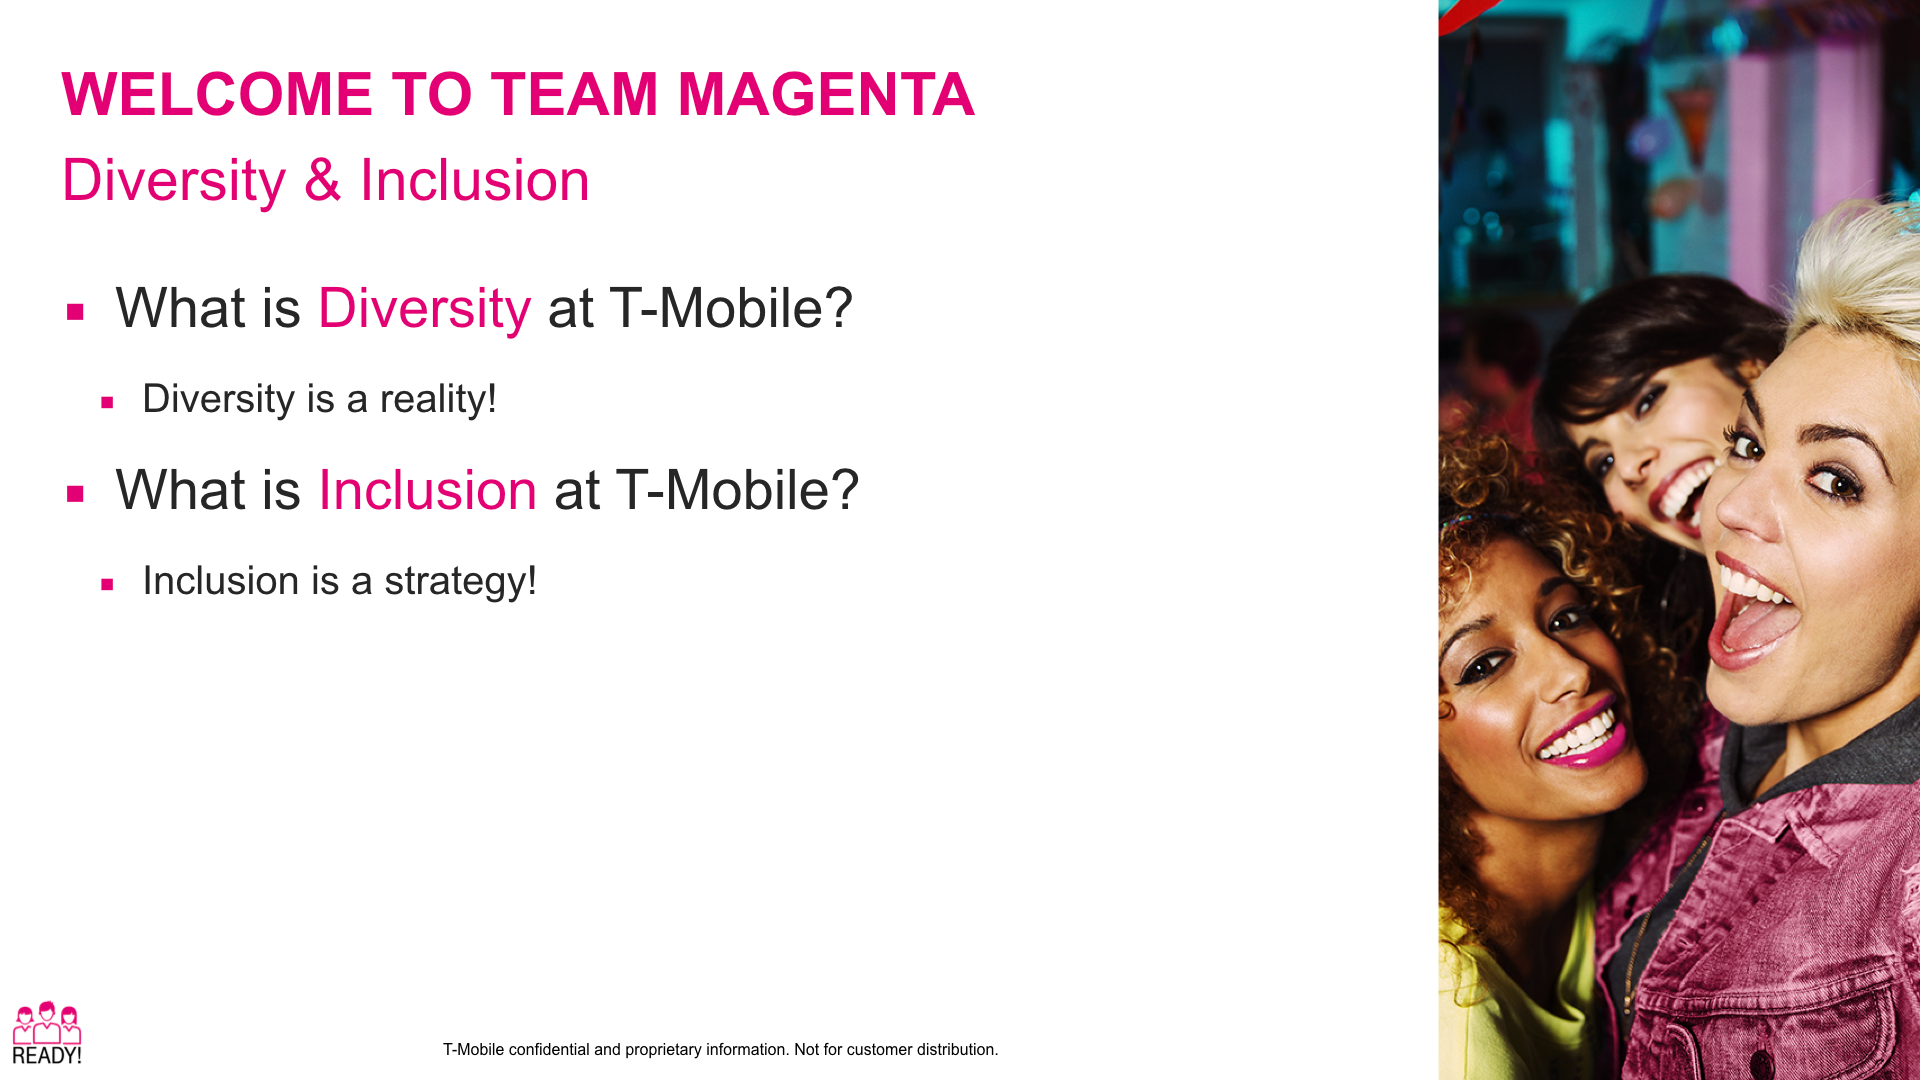 WELCOME TO TEAM MAGENTA
Diversity & Inclusion
What is Diversity at T-Mobile?
Diversity is a reality!
What is Inclusion at T-Mobile?
Inclusion is a strategy!
READY!
T-Mobile confidential and proprietary information. Not for customer distribution.